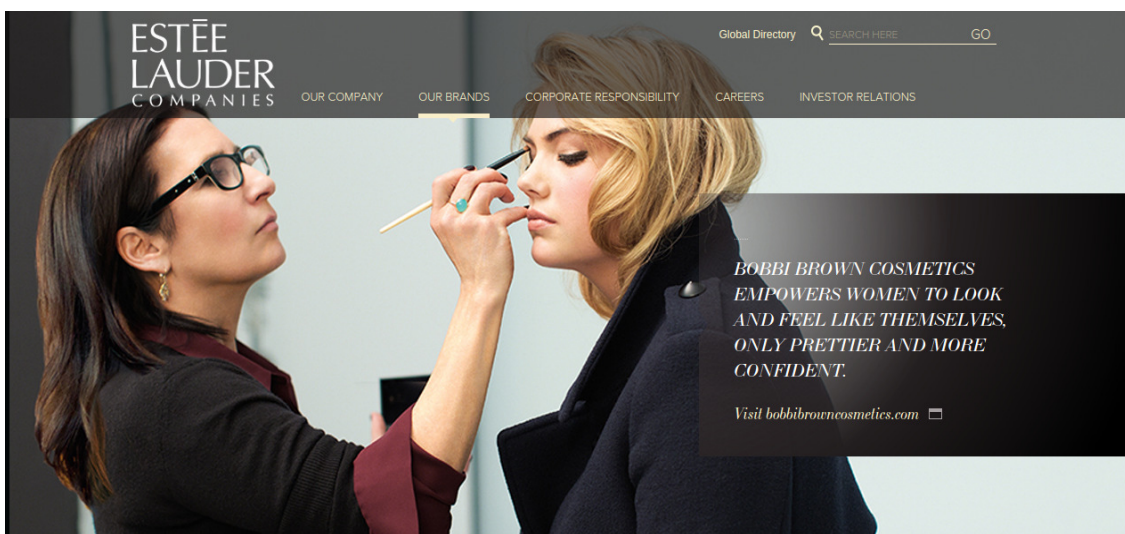 ESTĒE
LAUDER
COMPANIES
Global Directory
SEARCH HERE
GO
OUR COMPANY
OUR BRANDS
CORPORATE RESPONSIBILITY
CAREERS
INVESTOR RELATIONS
BOBBI BROWN COSMETICS
EMPOWERS WOMEN TO LOOK
AND FEEL LIKE THEMSELVES,
ONLY PRETTIER AND MORE
CONFIDENT.
Visit bobbibrowncosmetics.com